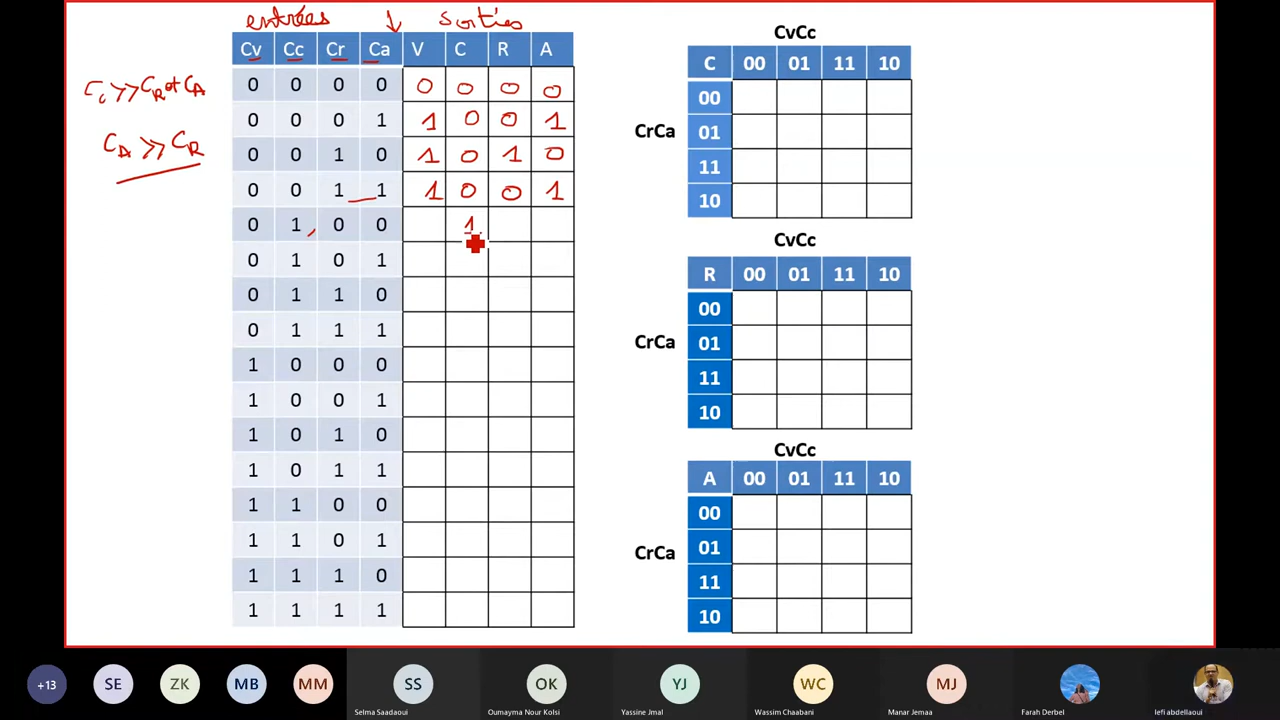 entrées ↓ sorties
Cv Cc Cr Ca V C R A
0 0 0 0 0 0 0 0
0 0 0 1 1 0 0 1
0 0 1 0 1 0 1 0
0 0 1 1 1 0 0 1
0 1 0 0 1
0 1 0 1
0 1 1 0
0 1 1 1
1 0 0 0
1 0 0 1
1 0 1 0
1 0 1 1
1 1 0 0
1 1 0 1
1 1 1 0
1 1 1 1
Cc >> CR et CA
CA >> CR
CvCc
C 00 01 11 10
00
01
11
10
CrCa
CvCc
R 00 01 11 10
00
01
11
10
CrCa
CvCc
A 00 01 11 10
00
01
11
10
CrCa
+13 SE ZK MB MM SS OK YJ WC MJ
Selma Saadaoui Oumayma Nour Kolsi Yassine Jmal Wassim Chaabani Manar Jemaa Farah Derbel lefi abdellaoui